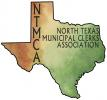 NTMCA
NORTH TEXAS
MUNICIPAL CLERKS
ASSOCIATION